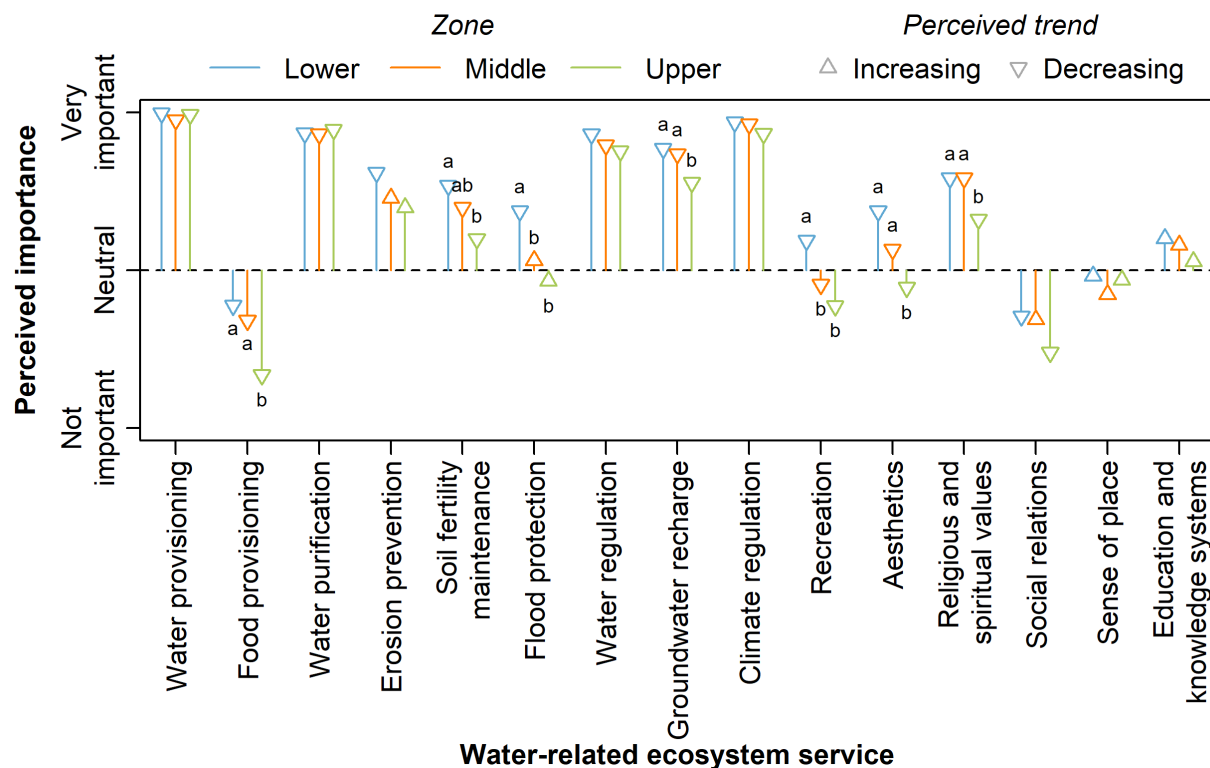 Zone
Perceived trend
Lower
Middle
Upper
Increasing
Decreasing
Perceived importance
Very
important
Neutral
Not
important
a
a
b
a
ab
b
a
b
b
a
a
b
a
b
b
a
a
b
a
a
b
Water provisioning
Food provisioning
Water purification
Erosion prevention
Soil fertility
maintenance
Flood protection
Water regulation
Groundwater recharge
Climate regulation
Recreation
Aesthetics
Religious and
spiritual values
Social relations
Sense of place
Education and
knowledge systems
Water-related ecosystem service